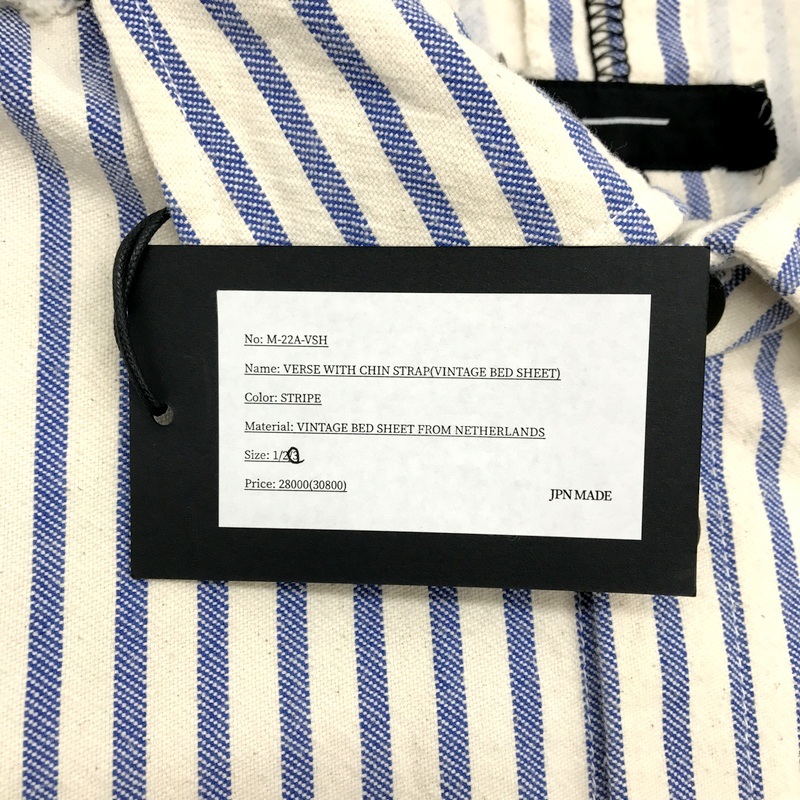 No: M-22A-VSH
Name: VERSE WITH CHIN STRAP(VINTAGE BED SHEET)
Color: STRIPE
Material: VINTAGE BED SHEET FROM NETHERLANDS
Size: 1/2/3
Price: 28000(30800)
JPN MADE